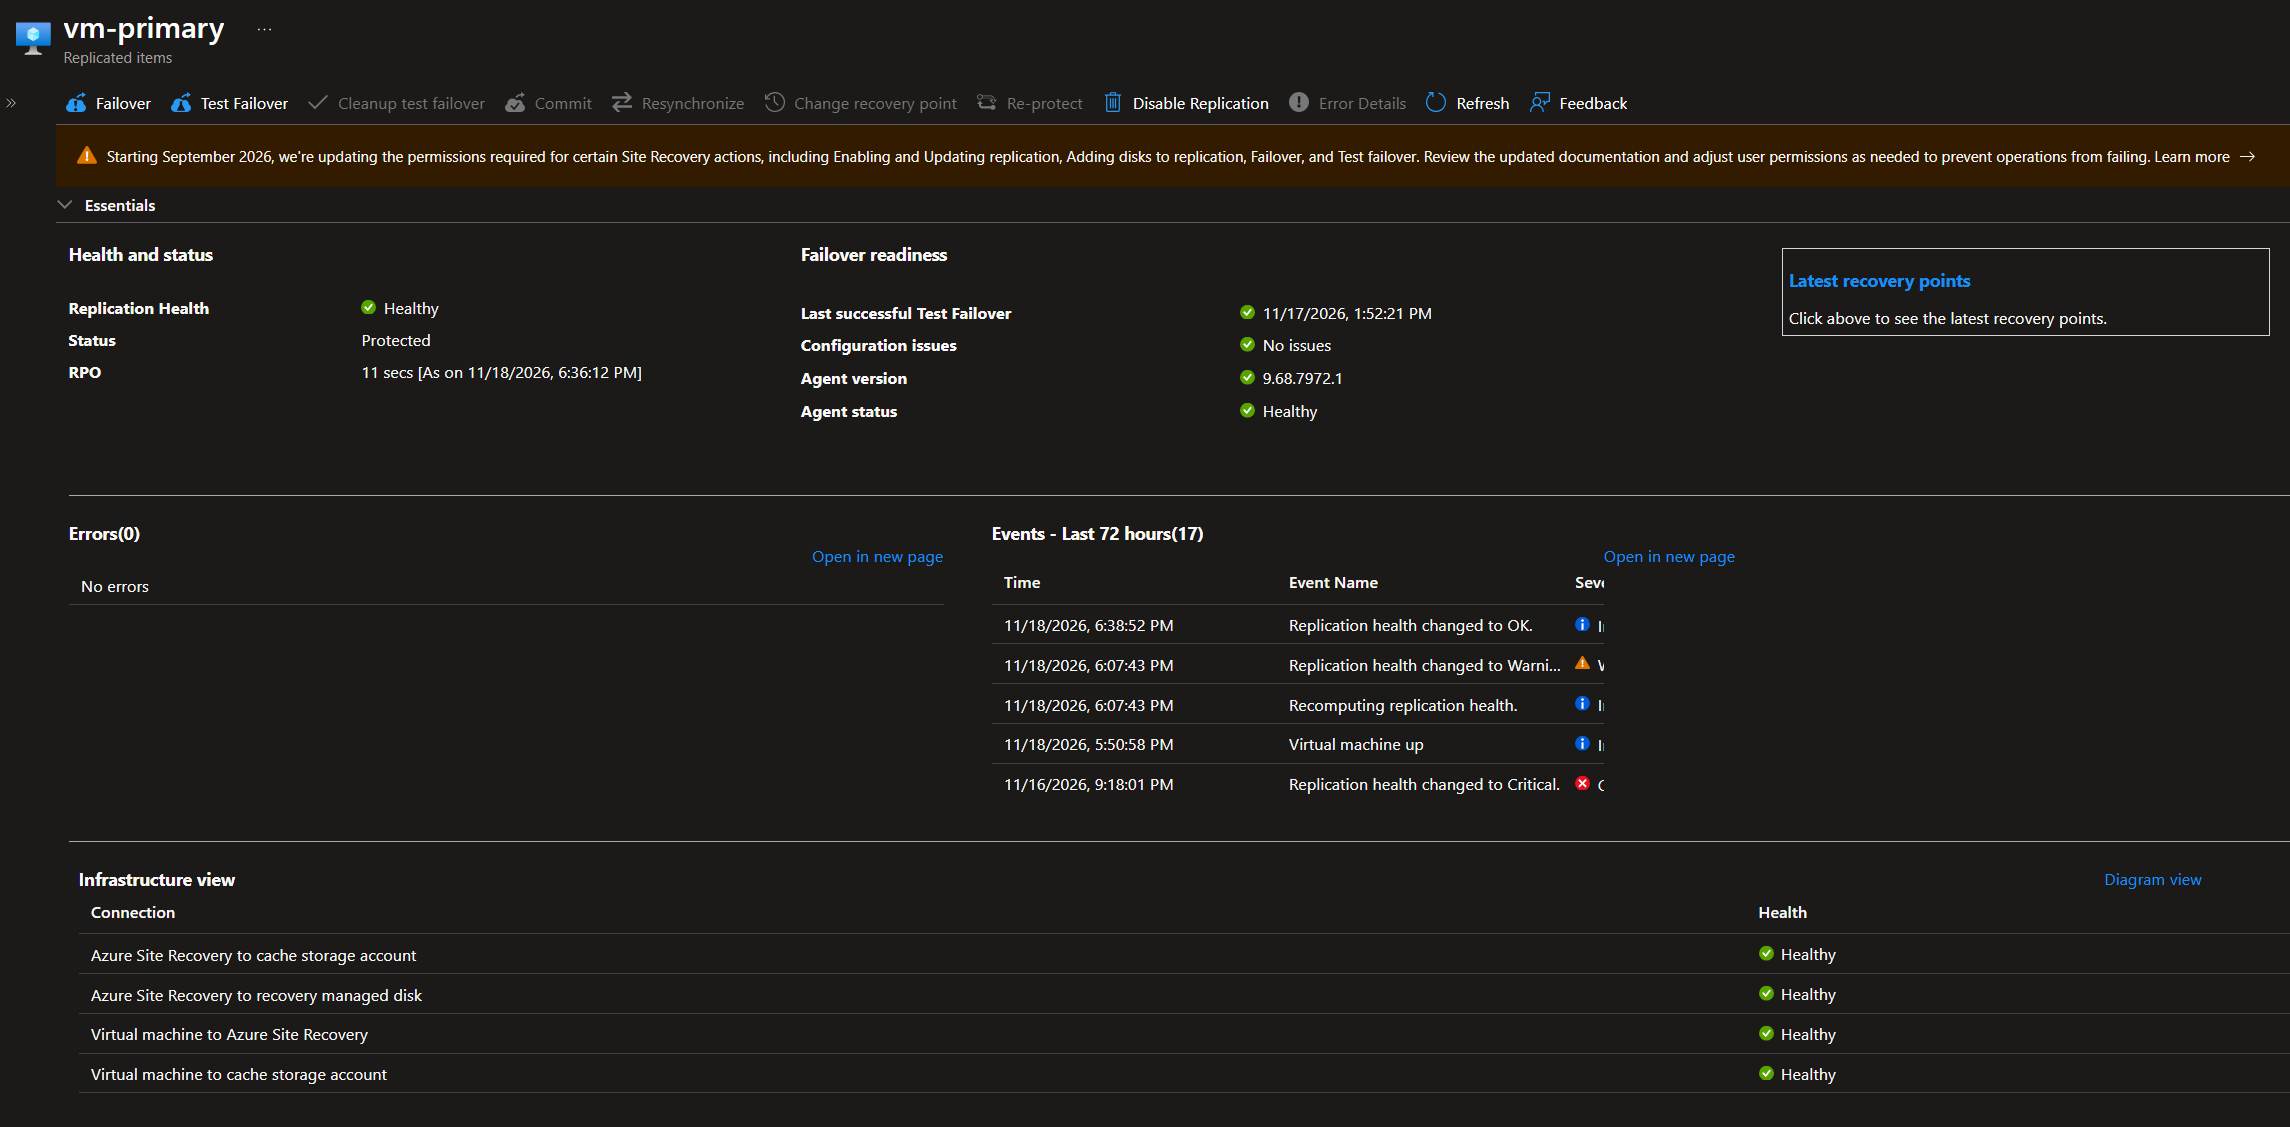 vm-primary ...
Replicated items
Failover Test Failover Cleanup test failover Commit Resynchronize Change recovery point Re-protect Disable Replication Error Details Refresh Feedback
Starting September 2026, we're updating the permissions required for certain Site Recovery actions, including Enabling and Updating replication, Adding disks to replication, Failover, and Test failover. Review the updated documentation and adjust user permissions as needed to prevent operations from failing. Learn more →
Essentials
Health and status
Replication Health Healthy
Status Protected
RPO 11 secs [As on 11/18/2026, 6:36:12 PM]
Failover readiness
Last successful Test Failover 11/17/2026, 1:52:21 PM
Configuration issues No issues
Agent version 9.68.7972.1
Agent status Healthy
Latest recovery points
Click above to see the latest recovery points.
Errors(0)
Open in new page
No errors
Events - Last 72 hours(17)
Open in new page
Time Event Name
11/18/2026, 6:38:52 PM Replication health changed to OK.
11/18/2026, 6:07:43 PM Replication health changed to Warni...
11/18/2026, 6:07:43 PM Recomputing replication health.
11/18/2026, 5:50:58 PM Virtual machine up
11/16/2026, 9:18:01 PM Replication health changed to Critical.
Infrastructure view
Diagram view
Connection Health
Azure Site Recovery to cache storage account Healthy
Azure Site Recovery to recovery managed disk Healthy
Virtual machine to Azure Site Recovery Healthy
Virtual machine to cache storage account Healthy